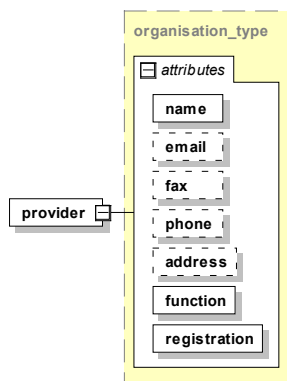 organisation_type
attributes
name
email
fax
provider
phone
address
function
registration